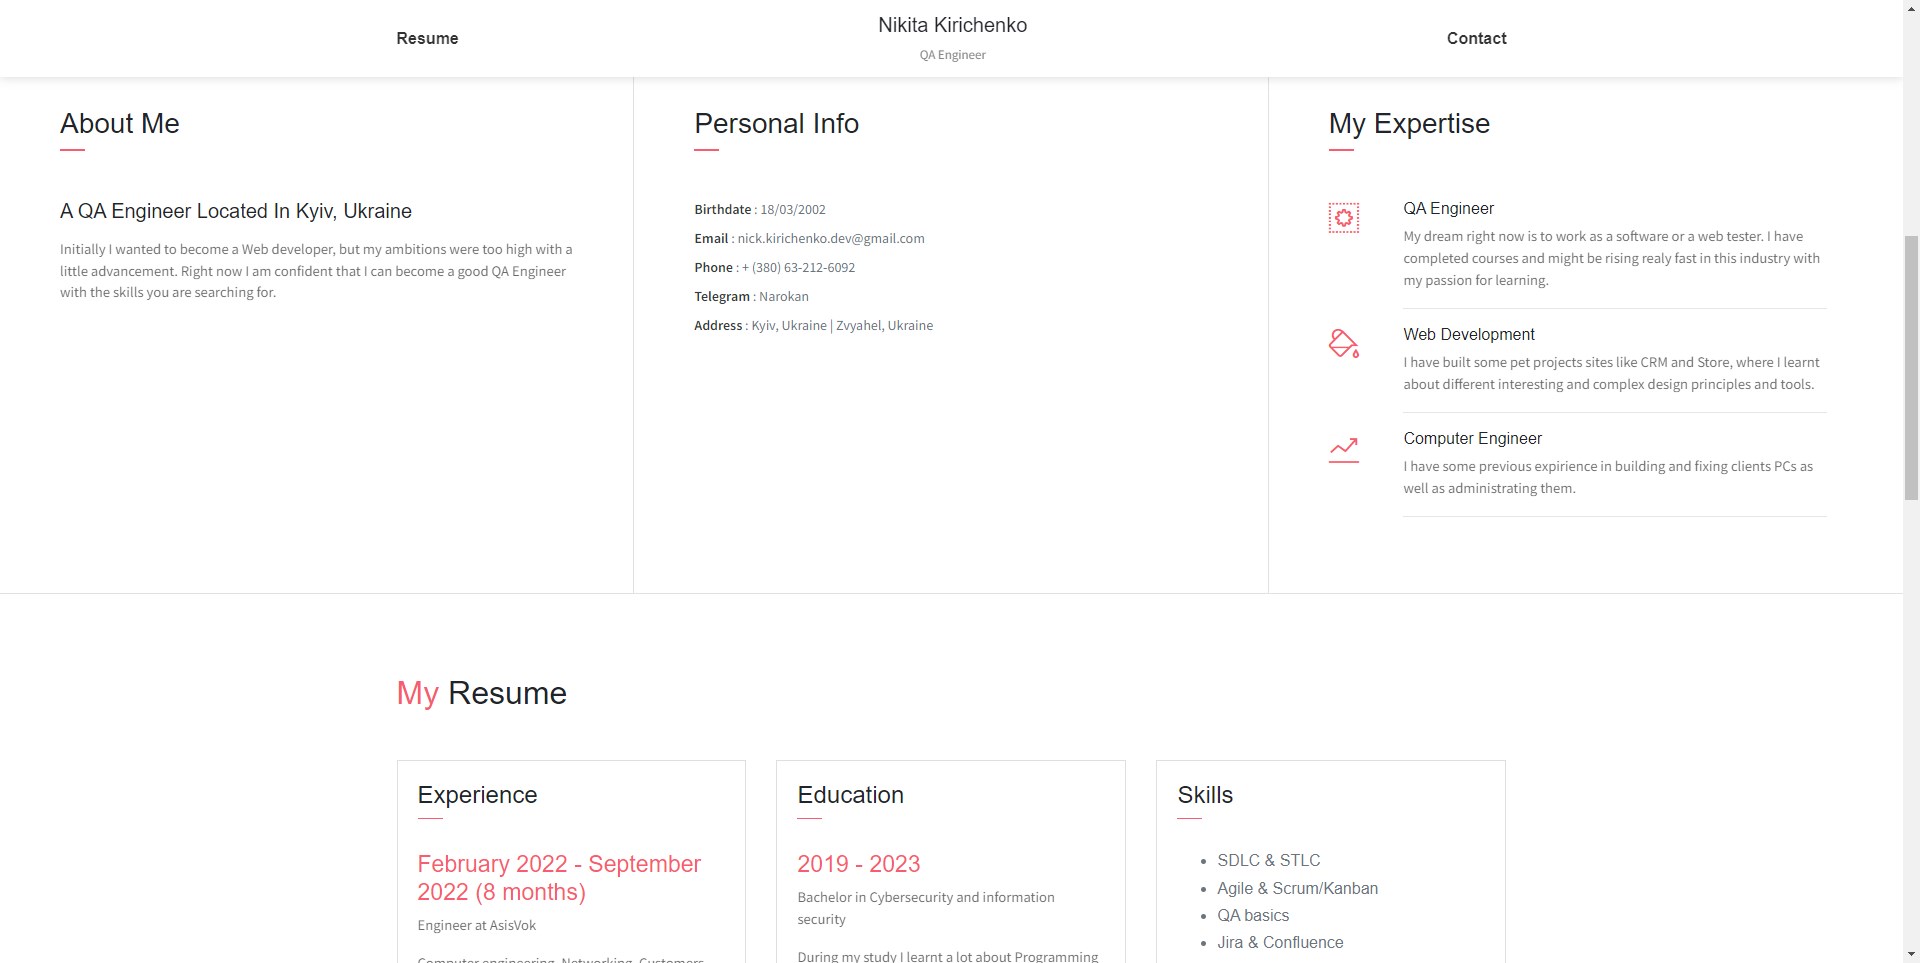 Resume
Nikita Kirichenko
QA Engineer
Contact
About Me
A QA Engineer Located In Kyiv, Ukraine
Initially I wanted to become a Web developer, but my ambitions were too high with a
little advancement. Right now I am confident that I can become a good QA Engineer
with the skills you are searching for.
Personal Info
Birthdate : 18/03/2002
Email : nick.kirichenko.dev@gmail.com
Phone : + (380) 63-212-6092
Telegram : Narokan
Address : Kyiv, Ukraine | Zvyahel, Ukraine
My Expertise
QA Engineer
My dream right now is to work as a software or a web tester. I have
completed courses and might be rising realy fast in this industry with
my passion for learning.
Web Development
I have built some pet projects sites like CRM and Store, where I learnt
about different interesting and complex design principles and tools.
Computer Engineer
I have some previous expirience in building and fixing clients PCs as
well as administrating them.
My Resume
Experience
February 2022 - September
2022 (8 months)
Engineer at AsisVok
Computer engineering, Networking, Customers
Education
2019 - 2023
Bachelor in Cybersecurity and information
security
During my study I learnt a lot about Programming
Skills
SDLC & STLC
Agile & Scrum/Kanban
QA basics
Jira & Confluence